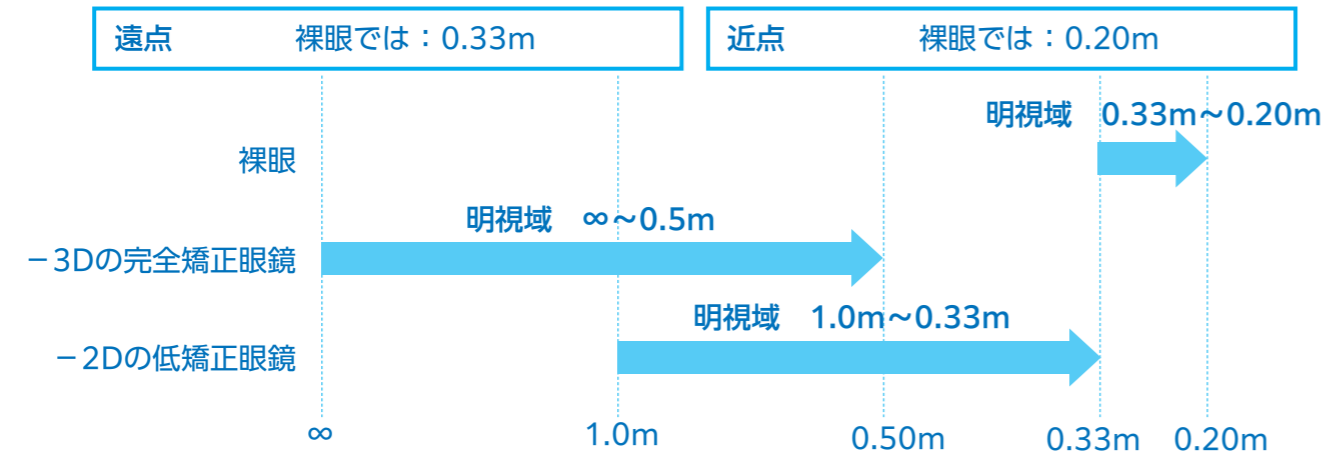 遠点 裸眼では：0.33m
近点 裸眼では：0.20m
明視域 0.33m〜0.20m
裸眼
明視域 ∞〜0.5m
－3Dの完全矯正眼鏡
明視域 1.0m〜0.33m
－2Dの低矯正眼鏡
∞ 1.0m 0.50m 0.33m 0.20m